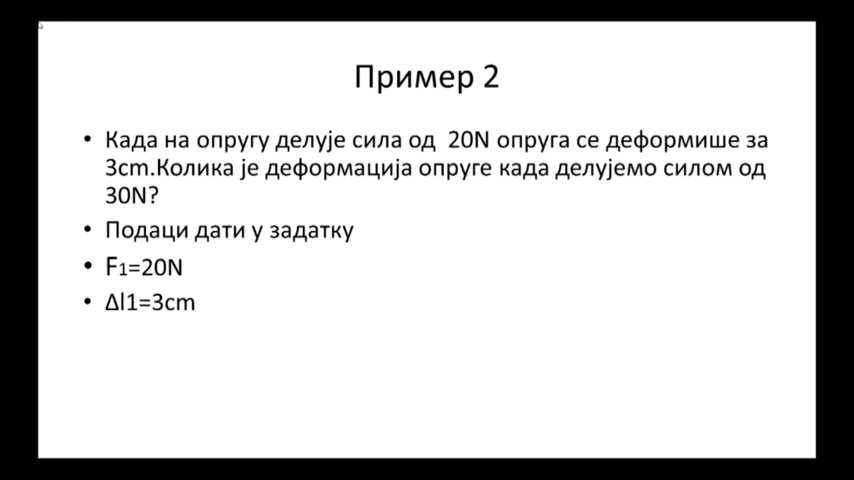 Пример 2
• Када на опругу делује сила од 20N опруга се деформише за
3cm.Колика је деформација опруге када делујемо силом од
30N?
• Подаци дати у задатку
• F1=20N
• Δl1=3cm